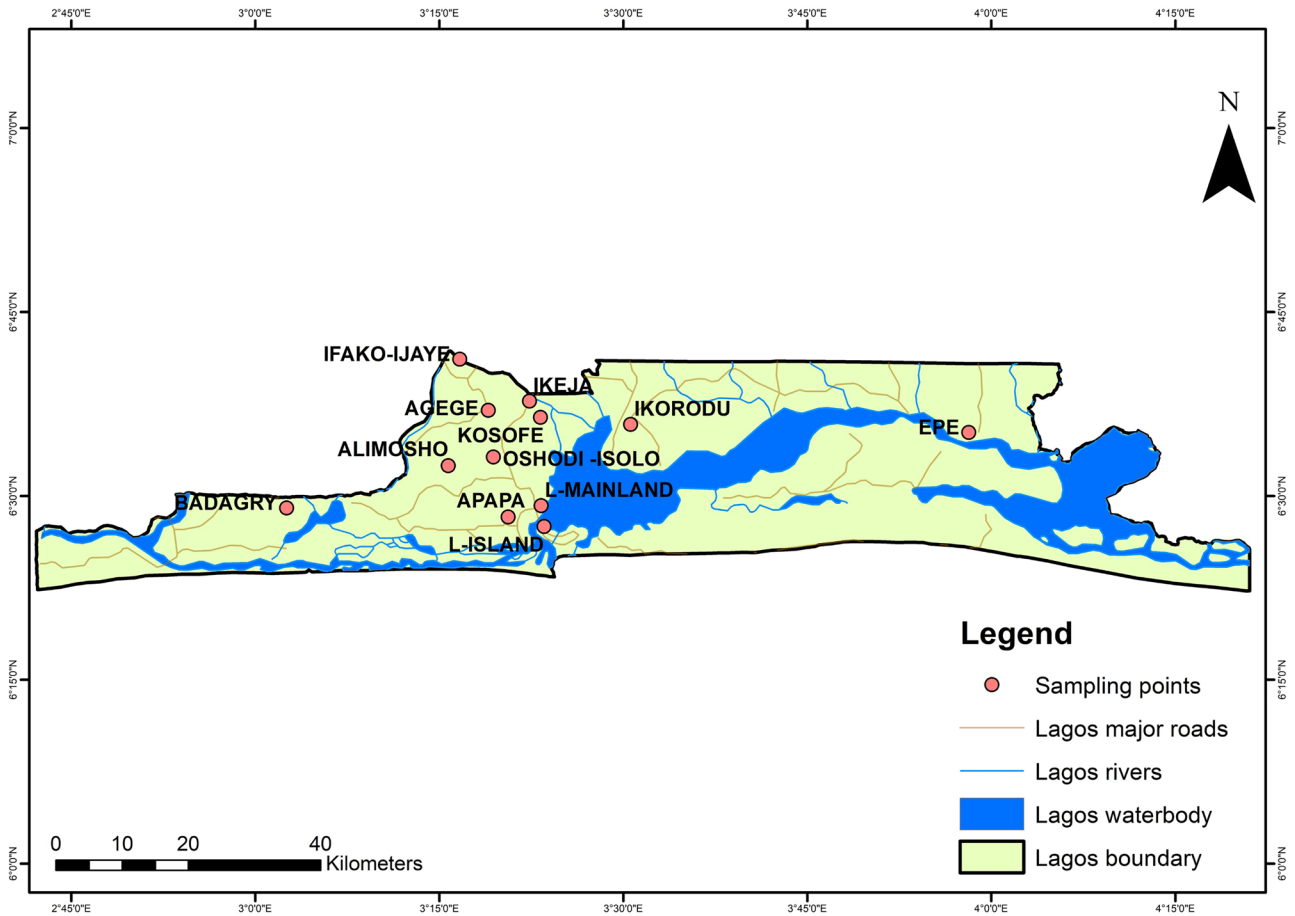 2°45'0"E 3°0'0"E 3°15'0"E 3°30'0"E 3°45'0"E 4°0'0"E 4°15'0"E
N
7°0'0"N 7°0'0"N
6°45'0"N 6°45'0"N
IFAKO-IJAYE
IKEJA
AGEGE
IKORODU
KOSOFE
EPE
ALIMOSHO
OSHODI -ISOLO
L-MAINLAND
6°30'0"N 6°30'0"N
BADAGRY
APAPA
L-ISLAND
Legend
6°15'0"N 6°15'0"N
Sampling points
Lagos major roads
Lagos rivers
Lagos waterbody
0 10 20 40
Kilometers
Lagos boundary
6°0'0"N 6°0'0"N
2°45'0"E 3°0'0"E 3°15'0"E 3°30'0"E 3°45'0"E 4°0'0"E 4°15'0"E